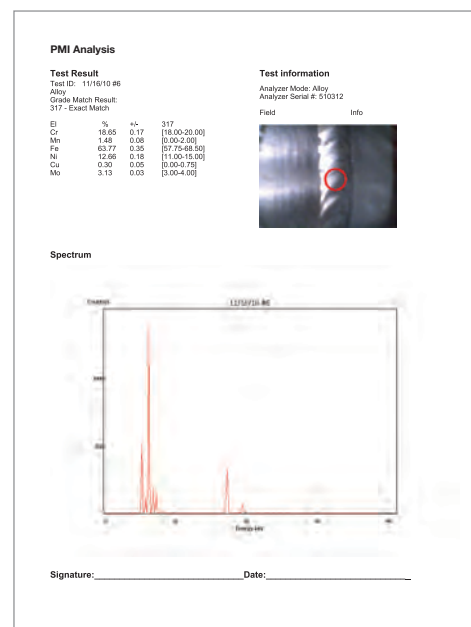 PMI Analysis
Test Result
Test ID: 11/16/10 #6
Alloy
Grade Match Result:
317 - Exact Match
El % +/- 317
Cr 18.65 0.17 [18.00-20.00]
Mn 1.48 0.08 [0.00-2.00]
Fe 63.77 0.35 [57.75-68.50]
Ni 12.66 0.18 [11.00-15.00]
Cu 0.30 0.05 [0.00-0.75]
Mo 3.13 0.03 [3.00-4.00]
Test information
Analyzer Mode: Alloy
Analyzer Serial #: 510312
Field Info
Spectrum
Signature: Date: